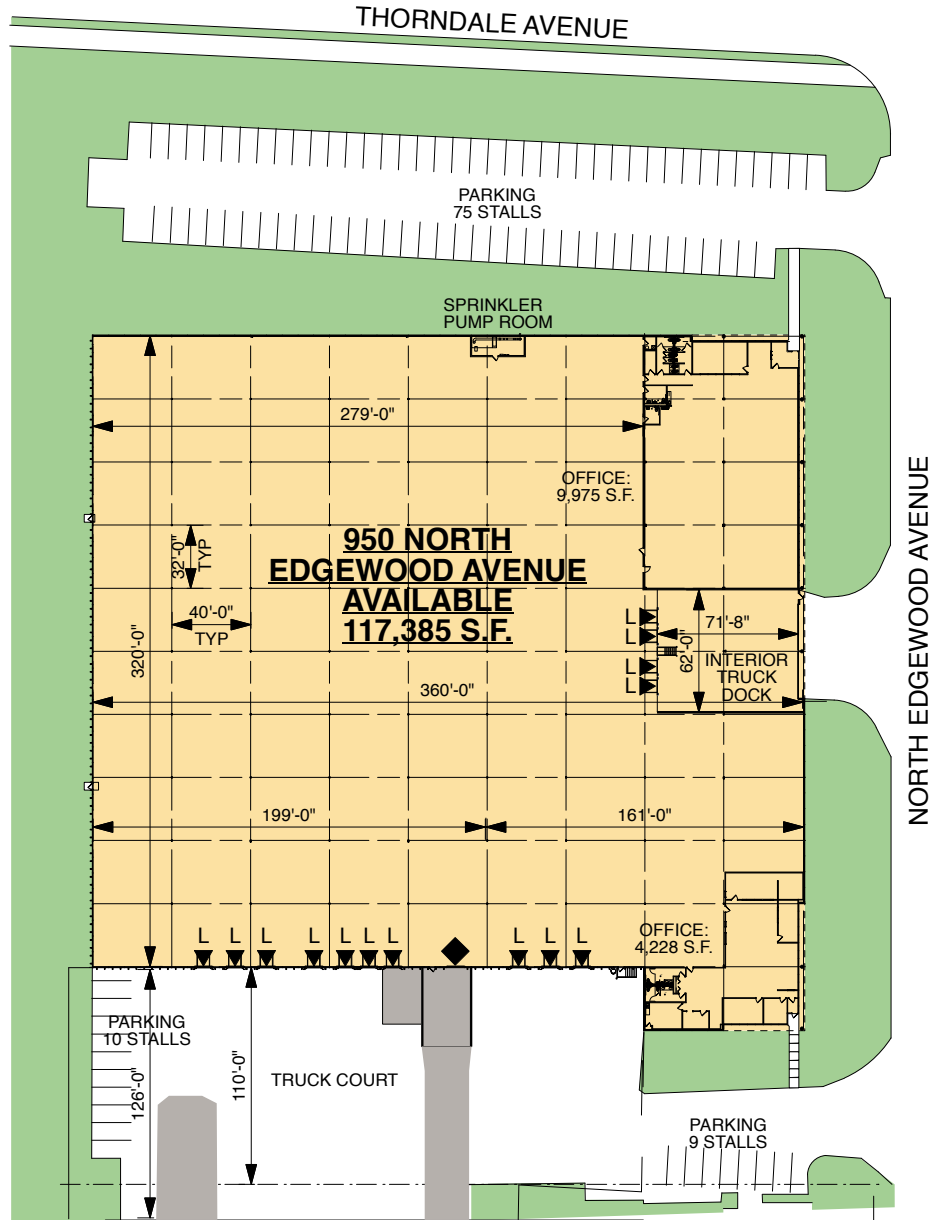 THORNDALE AVENUE
PARKING
75 STALLS
SPRINKLER
PUMP ROOM
279'-0"
OFFICE:
9,975 S.F.
NORTH EDGEWOOD AVENUE
950 NORTH
EDGEWOOD AVENUE
AVAILABLE
117,385 S.F.
32'-0"
TYP
40'-0"
TYP
320'-0"
L
L
L
L
71'-8"
62'-0"
INTERIOR
TRUCK
DOCK
360'-0"
199'-0"
161'-0"
L L L L L L L L L L
OFFICE:
4,228 S.F.
PARKING
10 STALLS
126'-0"
110'-0"
TRUCK COURT
PARKING
9 STALLS